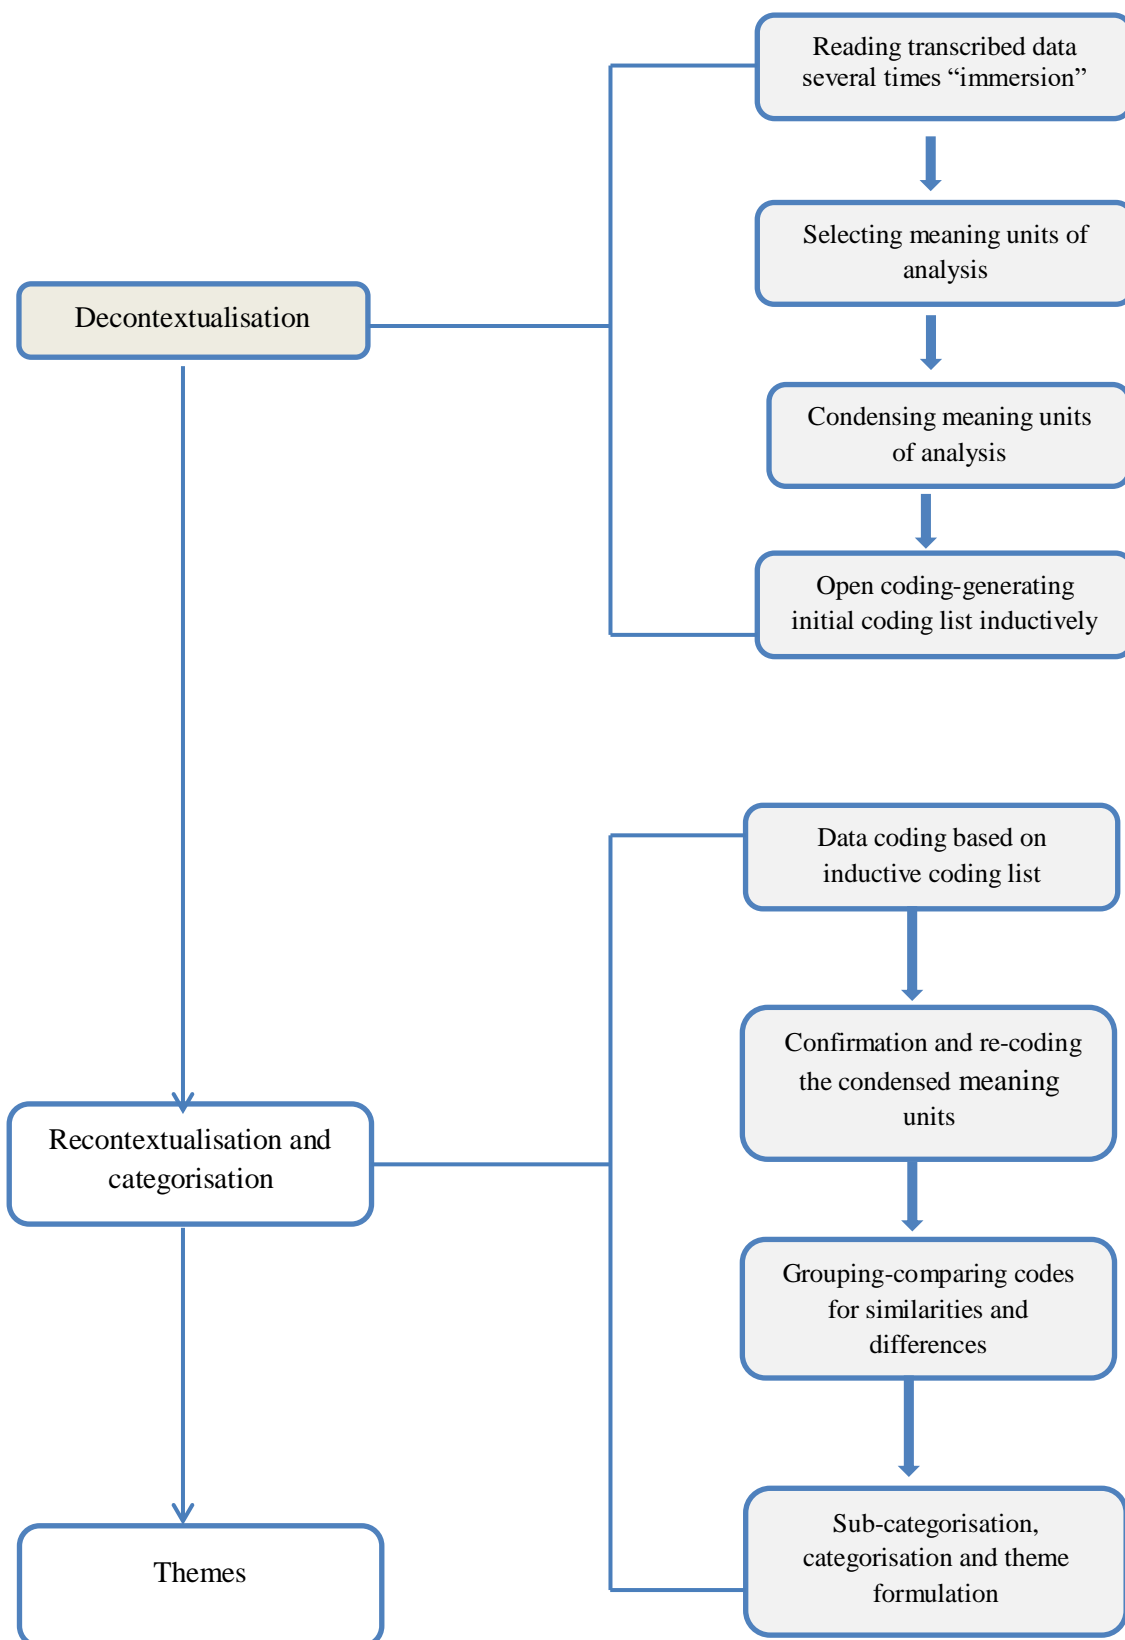 Reading transcribed data
several times “immersion”
Selecting meaning units of
analysis
Decontextualisation
Condensing meaning units
of analysis
Open coding-generating
initial coding list inductively
Data coding based on
inductive coding list
Confirmation and re-coding
the condensed meaning
units
Recontextualisation and
categorisation
Grouping-comparing codes
for similarities and
differences
Sub-categorisation,
categorisation and theme
formulation
Themes